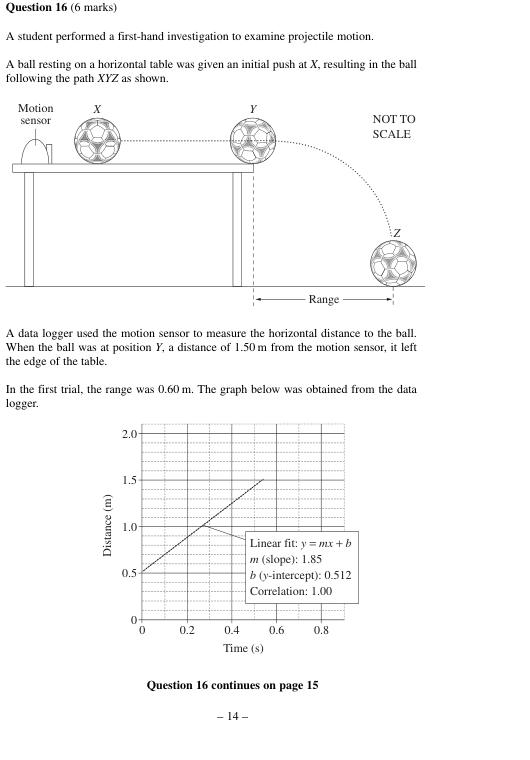 Question 16 (6 marks)
A student performed a first-hand investigation to examine projectile motion.
A ball resting on a horizontal table was given an initial push at X, resulting in the ball
following the path XYZ as shown.
Motion
sensor
X
Y
NOT TO
SCALE
Z
Range
A data logger used the motion sensor to measure the horizontal distance to the ball.
When the ball was at position Y, a distance of 1.50 m from the motion sensor, it left
the edge of the table.
In the first trial, the range was 0.60 m. The graph below was obtained from the data
logger.
2.0
1.5
1.0
0.5
0
Distance (m)
Linear fit: y = mx + b
m (slope): 1.85
b (y-intercept): 0.512
Correlation: 1.00
0 0.2 0.4 0.6 0.8
Time (s)
Question 16 continues on page 15
– 14 –